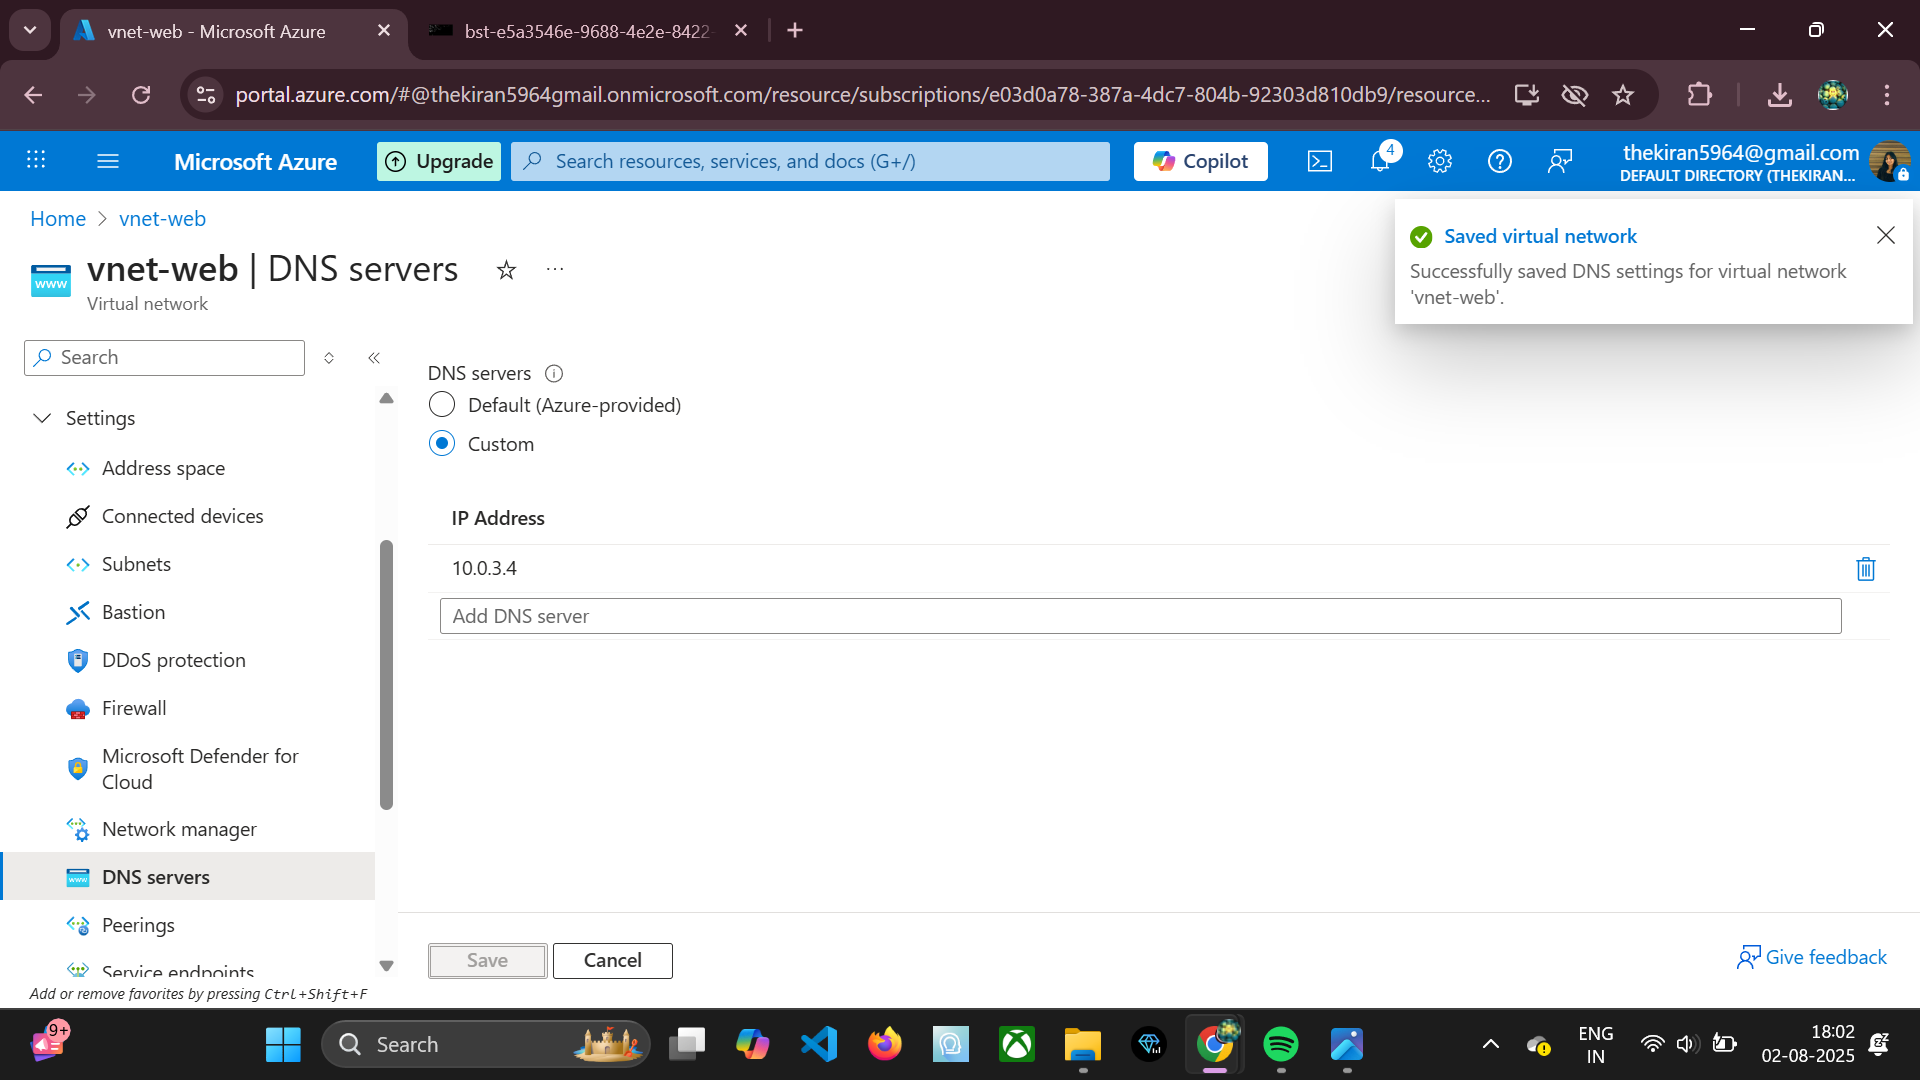 vnet-web - Microsoft Azure
bst-e5a3546e-9688-4e2e-8422-
portal.azure.com/#@thekiran5964gmail.onmicrosoft.com/resource/subscriptions/e03d0a78-387a-4dc7-804b-92303d810db9/resource...
Microsoft Azure
Upgrade
Search resources, services, and docs (G+/)
Copilot
4
thekiran5964@gmail.com
DEFAULT DIRECTORY (THEKIRAN...
Home > vnet-web
Saved virtual network
Successfully saved DNS settings for virtual network
'vnet-web'.
www
vnet-web | DNS servers
...
Virtual network
Search
Settings
Address space
Connected devices
Subnets
Bastion
DDoS protection
Firewall
Microsoft Defender for
Cloud
Network manager
www
DNS servers
Peerings
Service endpoints
Add or remove favorites by pressing Ctrl+Shift+F
DNS servers
Default (Azure-provided)
Custom
IP Address
10.0.3.4
Add DNS server
Save
Cancel
Give feedback
9+
Search
ENG
IN
18:02
02-08-2025